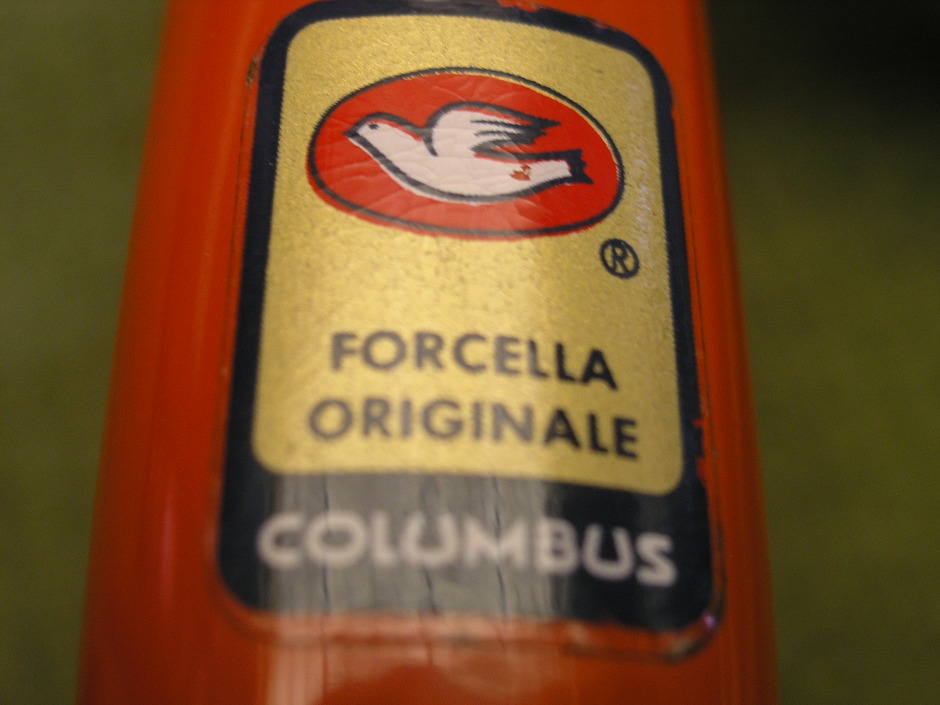 ®
FORCELLA
ORIGINALE
COLUMBUS